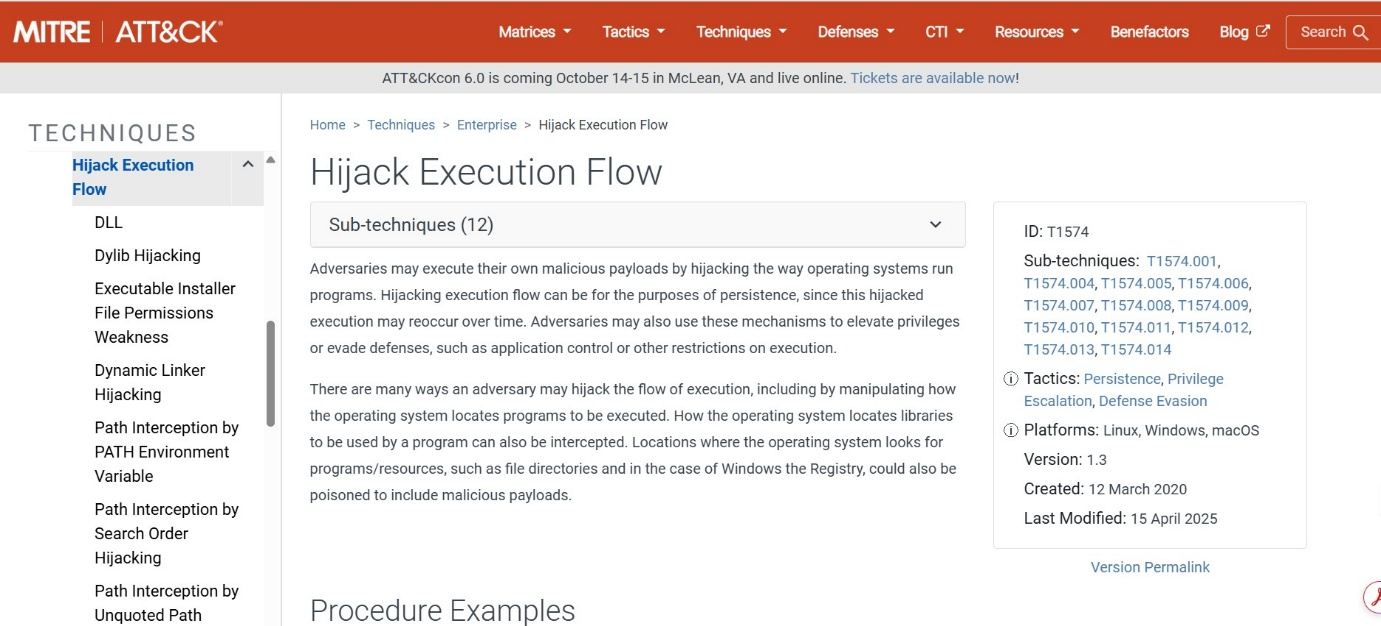 MITRE | ATT&CK®
Matrices Tactics Techniques Defenses CTI Resources Benefactors Blog Search
ATT&CKcon 6.0 is coming October 14-15 in McLean, VA and live online. Tickets are available now!
TECHNIQUES
Hijack Execution
Flow
DLL
Dylib Hijacking
Executable Installer
File Permissions
Weakness
Dynamic Linker
Hijacking
Path Interception by
PATH Environment
Variable
Path Interception by
Search Order
Hijacking
Path Interception by
Unquoted Path
Home > Techniques > Enterprise > Hijack Execution Flow
Hijack Execution Flow
Sub-techniques (12)
Adversaries may execute their own malicious payloads by hijacking the way operating systems run
programs. Hijacking execution flow can be for the purposes of persistence, since this hijacked
execution may reoccur over time. Adversaries may also use these mechanisms to elevate privileges
or evade defenses, such as application control or other restrictions on execution.
There are many ways an adversary may hijack the flow of execution, including by manipulating how
the operating system locates programs to be executed. How the operating system locates libraries
to be used by a program can also be intercepted. Locations where the operating system looks for
programs/resources, such as file directories and in the case of Windows the Registry, could also be
poisoned to include malicious payloads.
ID: T1574
Sub-techniques: T1574.001,
T1574.004, T1574.005, T1574.006,
T1574.007, T1574.008, T1574.009,
T1574.010, T1574.011, T1574.012,
T1574.013, T1574.014
Tactics: Persistence, Privilege
Escalation, Defense Evasion
Platforms: Linux, Windows, macOS
Version: 1.3
Created: 12 March 2020
Last Modified: 15 April 2025
Version Permalink
Procedure Examples